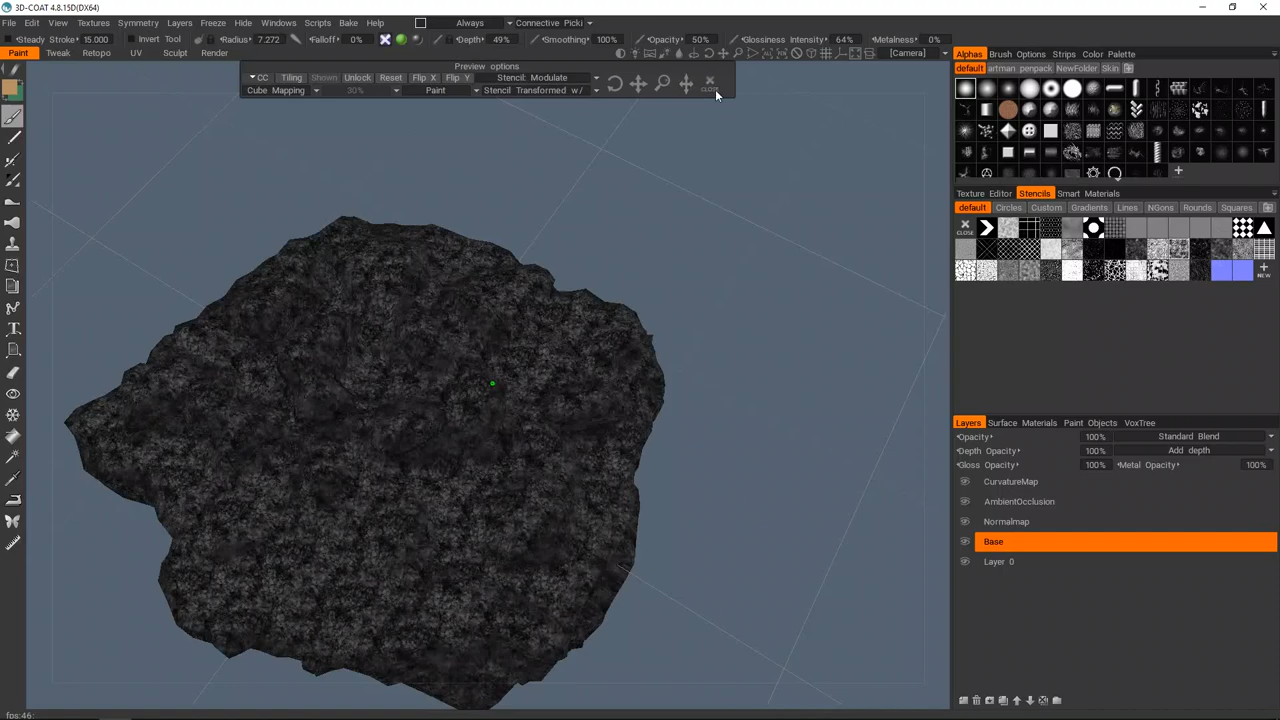 3D-COAT 4.8.15D(DX64)
File Edit View Textures Symmetry Layers Freeze Hide Windows Scripts Bake Help Always Connective Picki
Steady Stroke 15.000 Invert Tool Radius 7.272 Falloff 0% Depth 49% Smoothing 100% Opacity 50% Glossiness Intensity 64% Metalness 0%
Paint Tweak Retopo UV Sculpt Render [Camera]
Preview options
CC Tiling Shown Unlock Reset Flip X Flip Y Stencil: Modulate
Cube Mapping 30% Paint Stencil Transformed w/ CLOSE
Alphas Brush Options Strips Color Palette
default artman penpack NewFolder Skin
Texture Editor Stencils Smart Materials
default Circles Custom Gradients Lines NGons Rounds Squares
CLOSE
NEW
Layers Surface Materials Paint Objects VoxTree
Opacity 100% Standard Blend
Depth Opacity 100% Add depth
Gloss Opacity 100% Metal Opacity 100%
CurvatureMap
AmbientOcclusion
Normalmap
Base
Layer 0
fps:46;